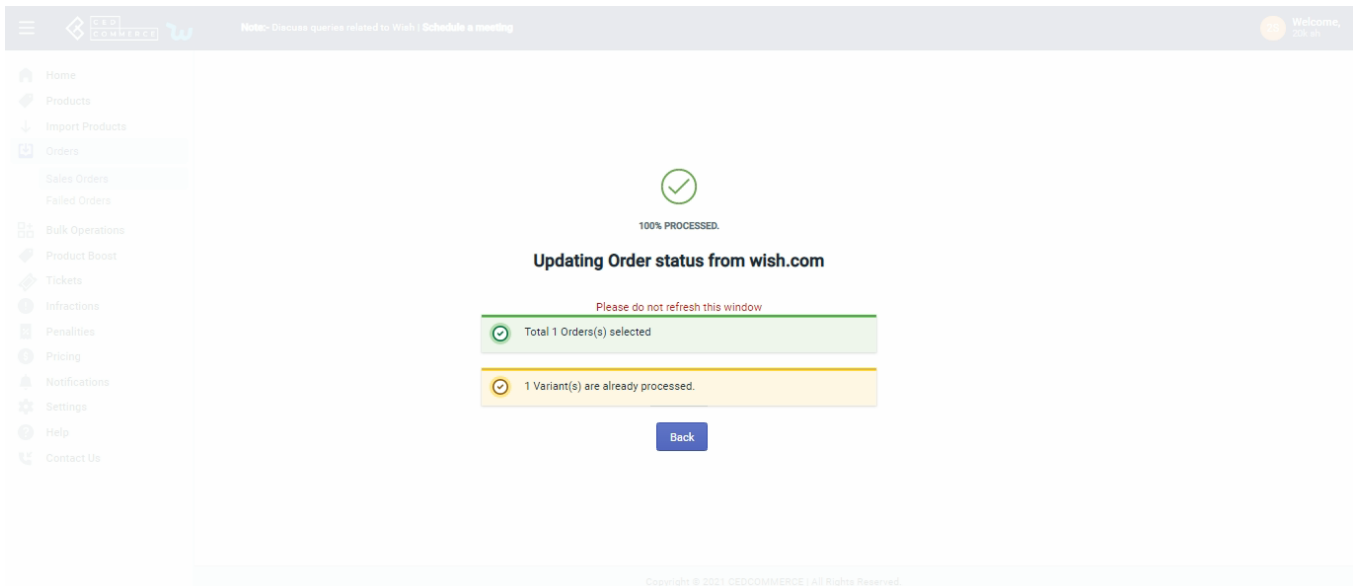 CED
COMMERCE
Note:- Discuss queries related to Wish | Schedule a meeting
Welcome,
Home
Products
Import Products
Orders
Sales Orders
Failed Orders
Bulk Operations
Product Boost
Tickets
Infractions
Penalities
Pricing
Notifications
Settings
Help
Contact Us
100% PROCESSED.
Updating Order status from wish.com
Please do not refresh this window
Total 1 Orders(s) selected
1 Variant(s) are already processed.
Back
Copyright © 2021 CEDCOMMERCE | All Rights Reserved.